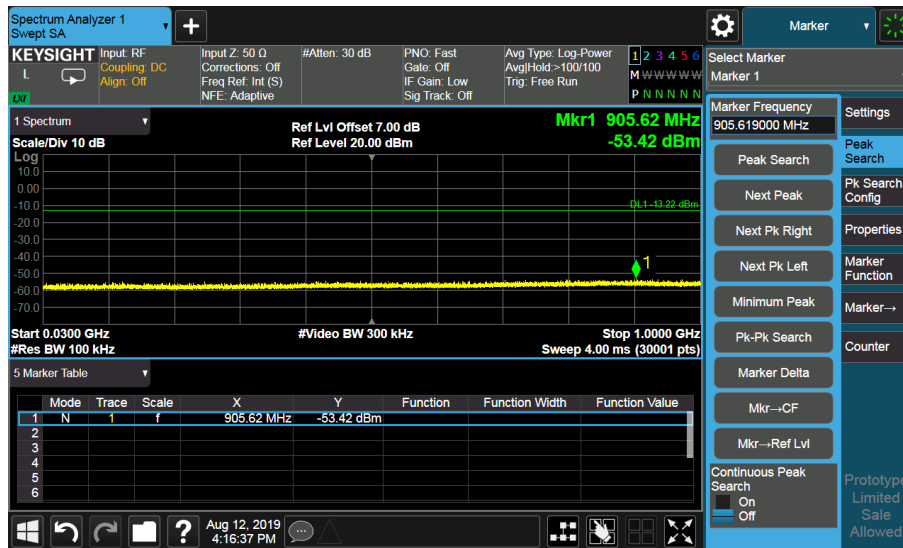 Spectrum Analyzer 1
Swept SA
Marker
KEYSIGHT
L
LXI
Input: RF
Coupling: DC
Align: Off
Input Z: 50 Ω
Corrections: Off
Freq Ref: Int (S)
NFE: Adaptive
#Atten: 30 dB
PNO: Fast
Gate: Off
IF Gain: Low
Sig Track: Off
Avg Type: Log-Power
Avg|Hold:>100/100
Trig: Free Run
1 2 3 4 5 6
M W W W W W
P N N N N N
Select Marker
Marker 1
1 Spectrum
Scale/Div 10 dB
Ref Lvl Offset 7.00 dB
Ref Level 20.00 dBm
Mkr1 905.62 MHz
-53.42 dBm
Log
10.0
0.00
-10.0
-20.0
-30.0
-40.0
-50.0
-60.0
-70.0
DL1 -13.22 dBm
1
Start 0.0300 GHz
#Res BW 100 kHz
#Video BW 300 kHz
Stop 1.0000 GHz
Sweep 4.00 ms (30001 pts)
5 Marker Table
Mode Trace Scale X Y Function Function Width Function Value
1 N 1 f 905.62 MHz -53.42 dBm
2
3
4
5
6
Marker Frequency
905.619000 MHz
Peak Search
Next Peak
Next Pk Right
Next Pk Left
Minimum Peak
Pk-Pk Search
Marker Delta
Mkr→CF
Mkr→Ref Lvl
Continuous Peak
Search
On
Off
Settings
Peak
Search
Pk Search
Config
Properties
Marker
Function
Marker→
Counter
Prototype
Limited
Sale
Allowed
?
Aug 12, 2019
4:16:37 PM